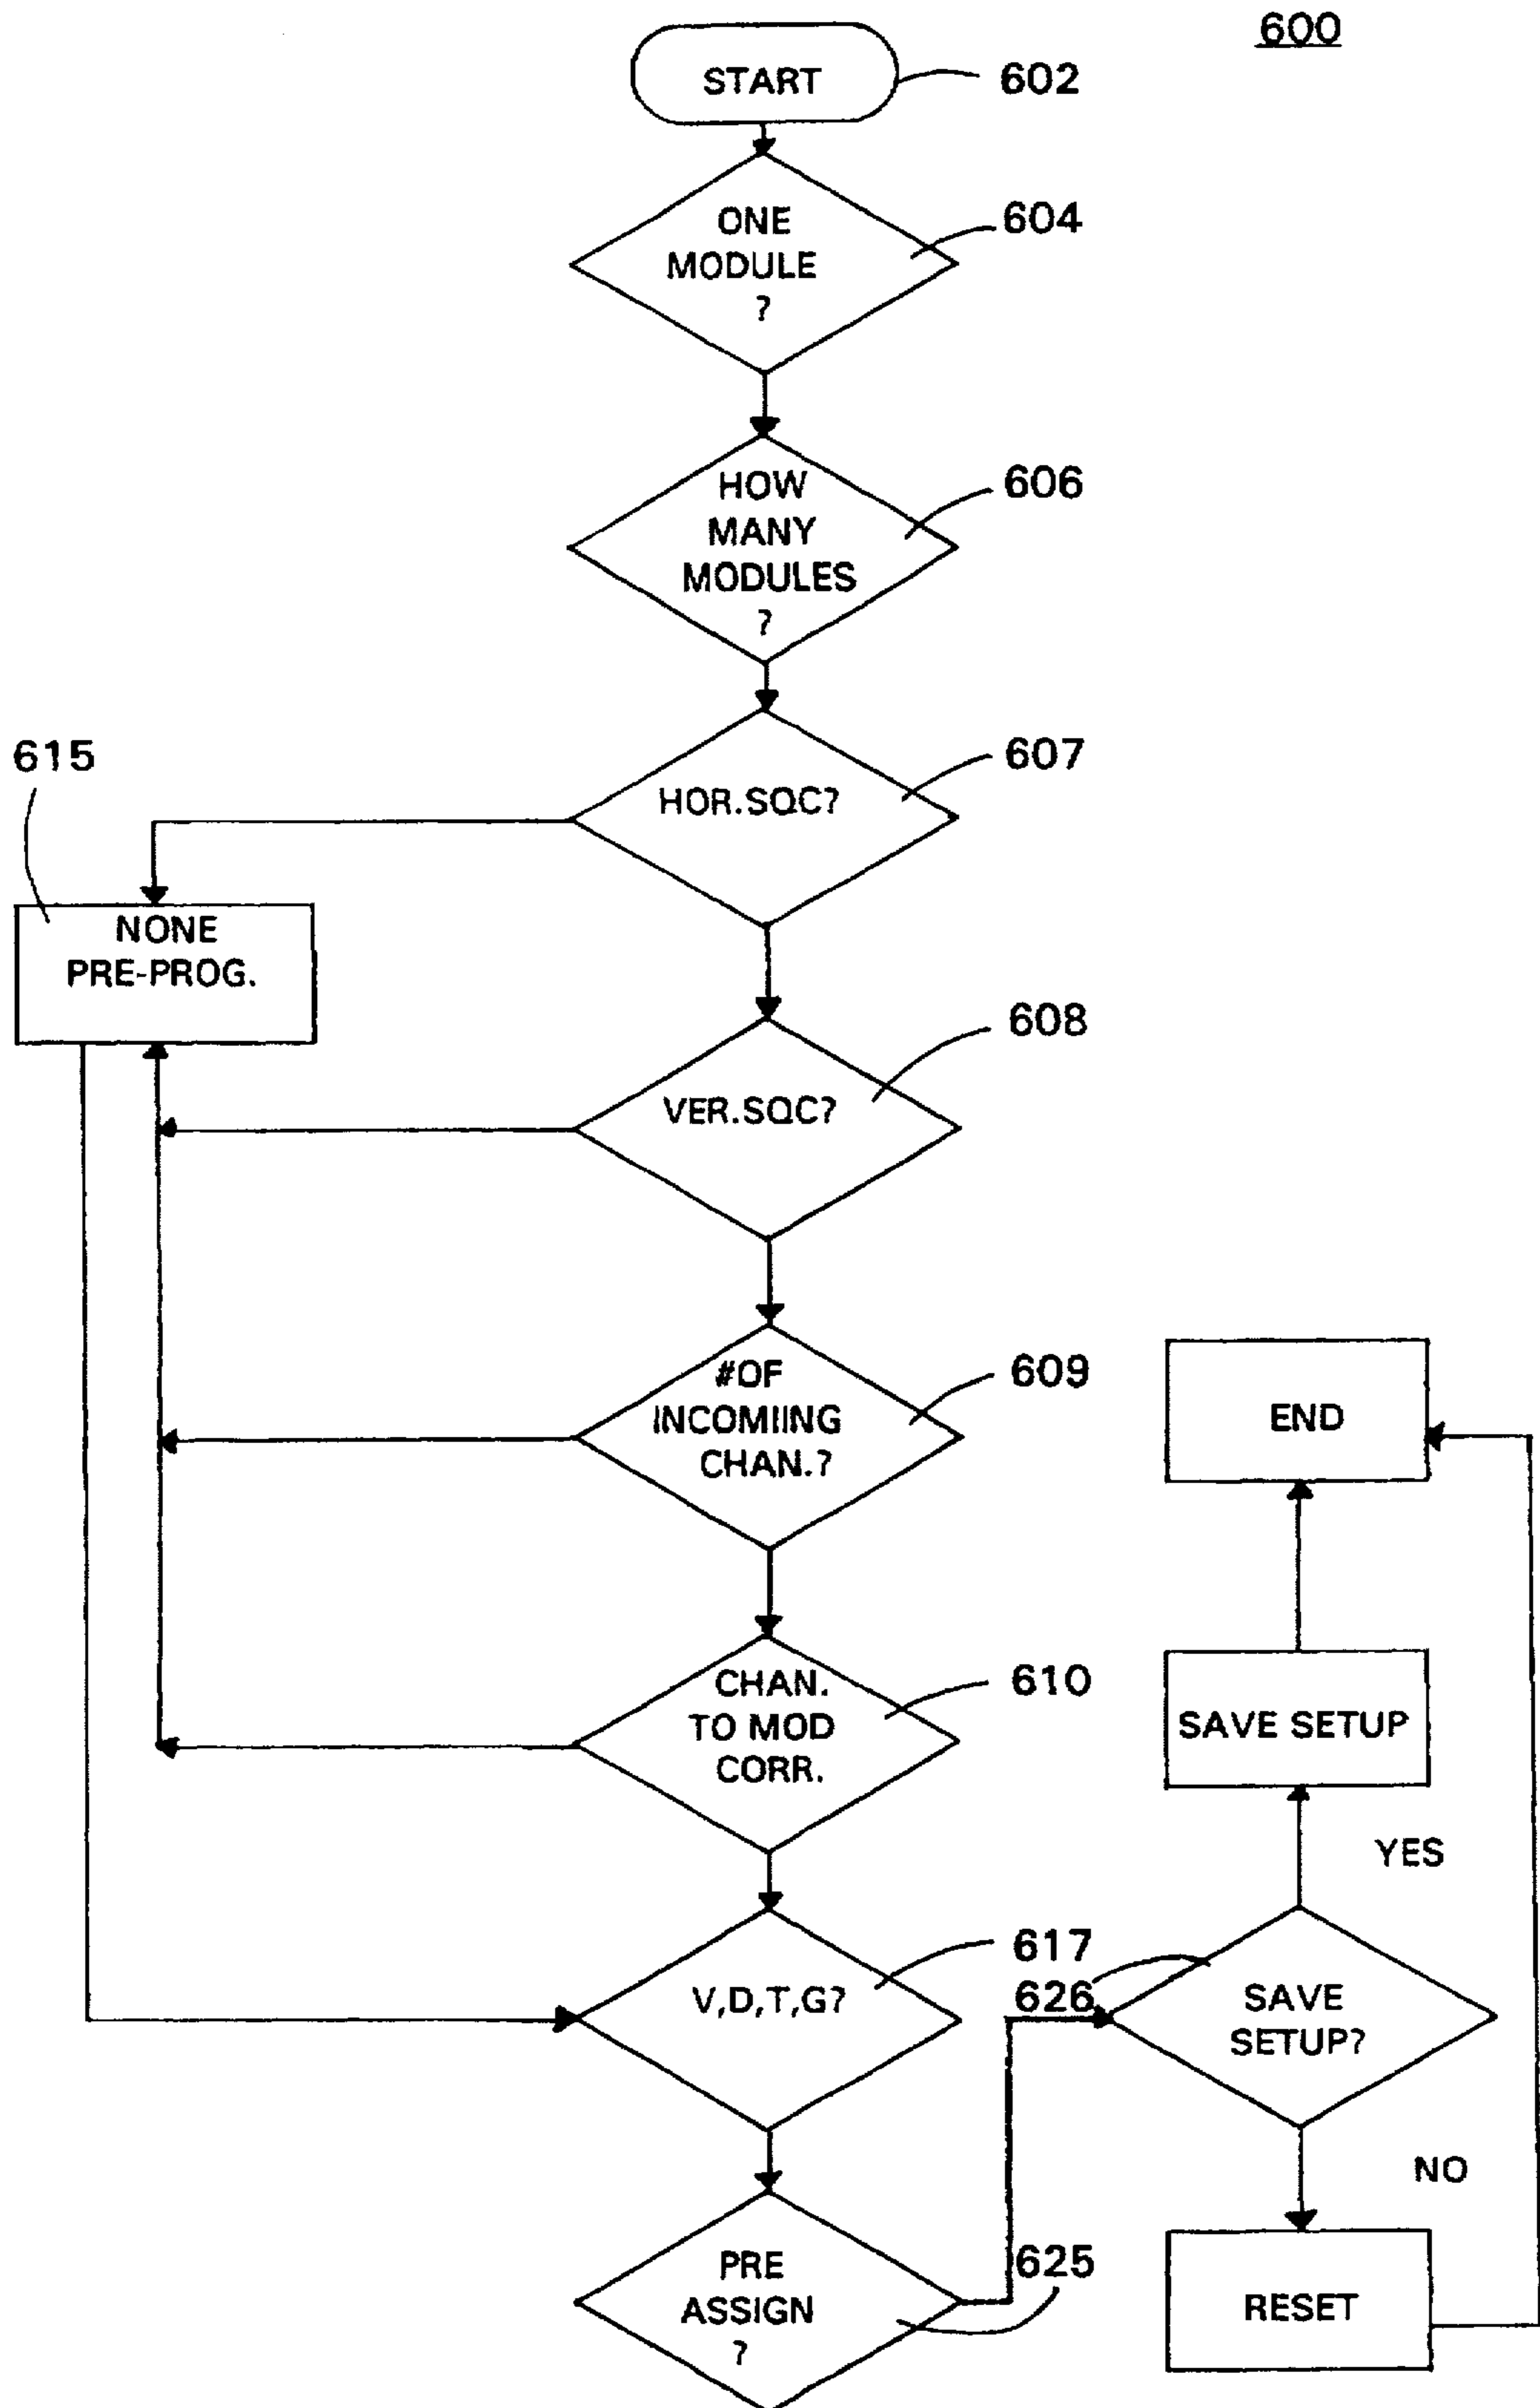 600
START
602
ONE
MODULE
?
604
HOW
MANY
MODULES
?
606
HOR.SQC?
607
615
NONE
PRE-PROG.
VER.SQC?
608
#OF
INCOMIING
CHAN.?
609
CHAN.
TO MOD
CORR.
610
V,D,T,G?
617
PRE
ASSIGN
?
625
626
SAVE
SETUP?
YES
SAVE SETUP
END
NO
RESET